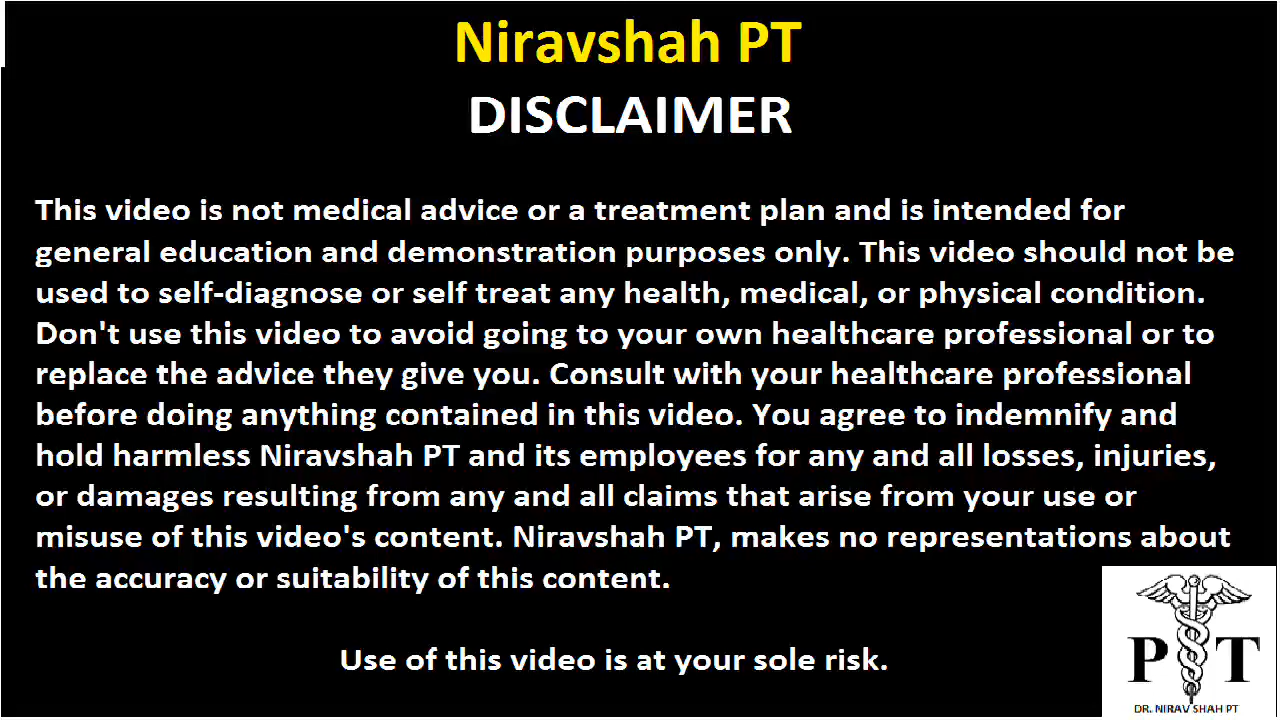 Niravshah PT
DISCLAIMER
This video is not medical advice or a treatment plan and is intended for
general education and demonstration purposes only. This video should not be
used to self-diagnose or self treat any health, medical, or physical condition.
Don't use this video to avoid going to your own healthcare professional or to
replace the advice they give you. Consult with your healthcare professional
before doing anything contained in this video. You agree to indemnify and
hold harmless Niravshah PT and its employees for any and all losses, injuries,
or damages resulting from any and all claims that arise from your use or
misuse of this video's content. Niravshah PT, makes no representations about
the accuracy or suitability of this content.
Use of this video is at your sole risk.
P T
DR. NIRAV SHAH PT